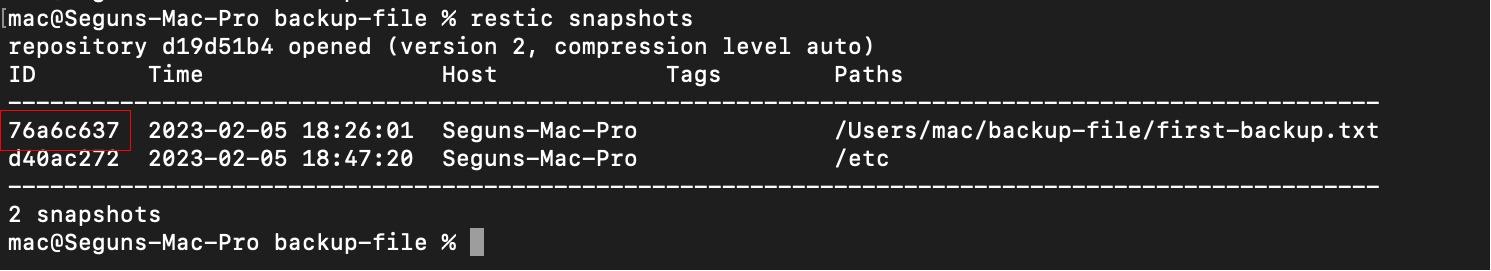 [mac@Seguns-Mac-Pro backup-file % restic snapshots
repository d19d51b4 opened (version 2, compression level auto)
ID        Time                 Host            Tags        Paths
--------------------------------------------------------------------------------------------------
76a6c637  2023-02-05 18:26:01  Seguns-Mac-Pro              /Users/mac/backup-file/first-backup.txt
d40ac272  2023-02-05 18:47:20  Seguns-Mac-Pro              /etc
--------------------------------------------------------------------------------------------------
2 snapshots
mac@Seguns-Mac-Pro backup-file %